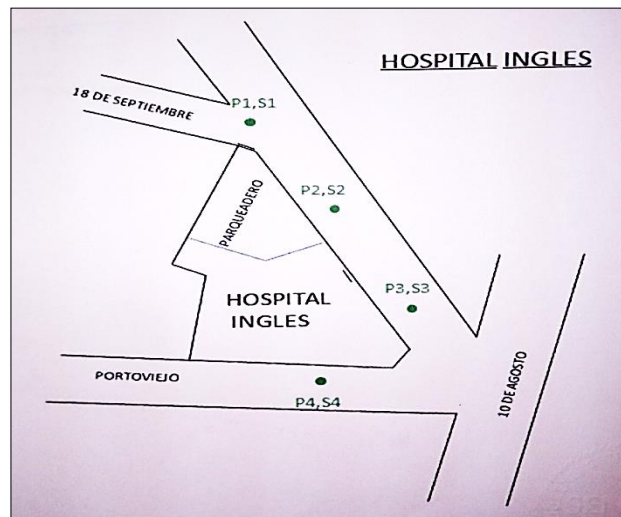 HOSPITAL INGLES
18 DE SEPTIEMBRE
P1,S1
P2,S2
PARQUEADERO
P3,S3
HOSPITAL
INGLES
PORTOVIEJO
P4,S4
10 DE AGOSTO